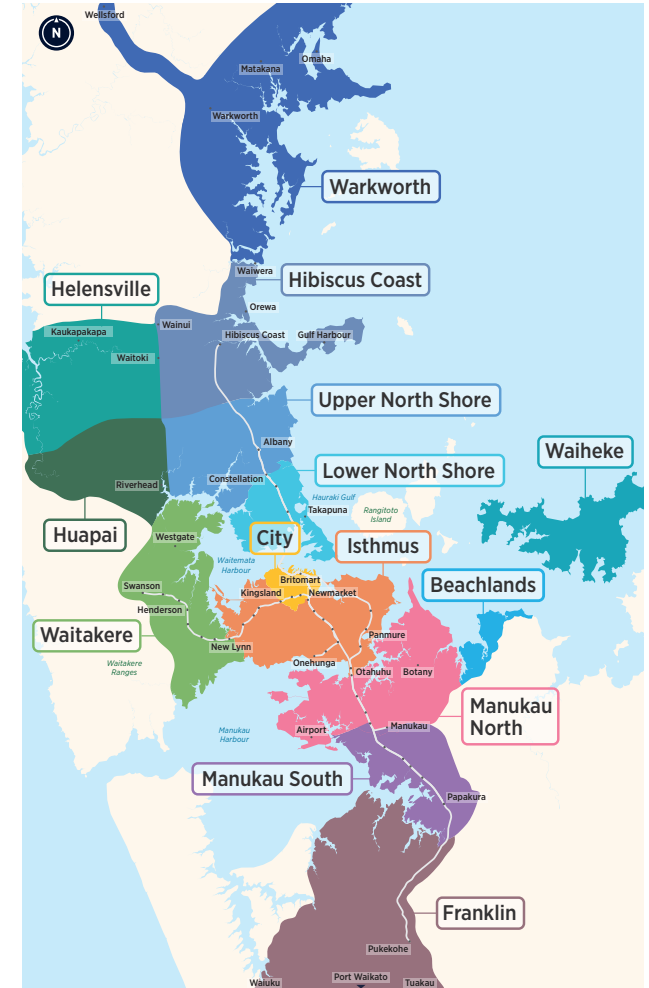 Wellsford
N
Omaha
Matakana
Warkworth
Warkworth
Waiwera
Hibiscus Coast
Helensville
Orewa
Wainui
Kaukapakapa
Hibiscus Coast
Gulf Harbour
Waitoki
Upper North Shore
Albany
Waiheke
Lower North Shore
Constellation
Riverhead
Hauraki Gulf
Takapuna
Rangitoto
Island
Huapai
Westgate
City
Isthmus
Waitemata
Harbour
Britomart
Swanson
Kingsland
Newmarket
Beachlands
Henderson
Waitakere
Panmure
New Lynn
Waitakere
Ranges
Onehunga
Otahuhu
Botany
Manukau
North
Airport
Manukau
Manukau
Harbour
Manukau South
Papakura
Franklin
Pukekohe
Port Waikato
Waiuku
Tuakau